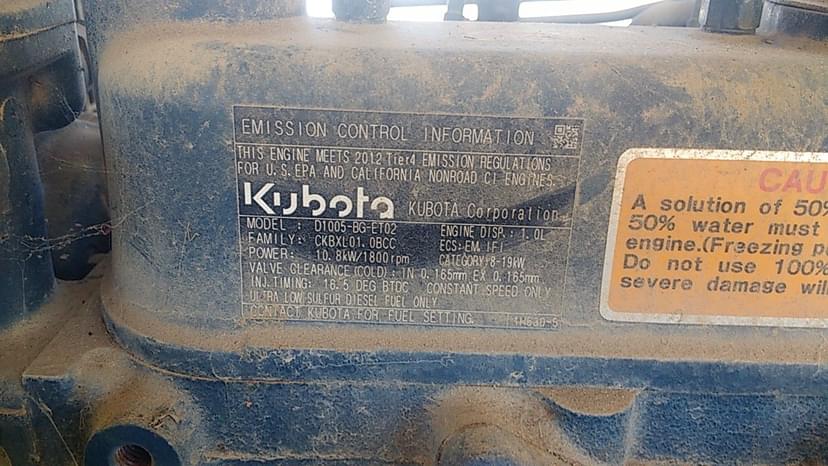 EMISSION CONTROL INFORMATION
THIS ENGINE MEETS 2012 Tier4 EMISSION REGULATIONS
FOR U.S. EPA AND CALIFORNIA NONROAD CI ENGINES.
Kubota KUBOTA Corporation
MODEL : D1005-BG-ET02 ENGINE DISP.: 1.0L
FAMILY: CKBXL01.0BCC ECS: EM,IFI
POWER: 10.8kW/1800rpm CATEGORY:8-19kW
VALVE CLEARANCE(COLD): IN 0.165mm EX 0.165mm
INJ.TIMING: 16.5 DEG BTDC CONSTANT SPEED ONLY
ULTRA LOW SULFUR DIESEL FUEL ONLY
CONTACT KUBOTA FOR FUEL SETTING.
CAU
A solution of 50%
50% water must
engine.(Freezing p
Do not use 100%
severe damage wil